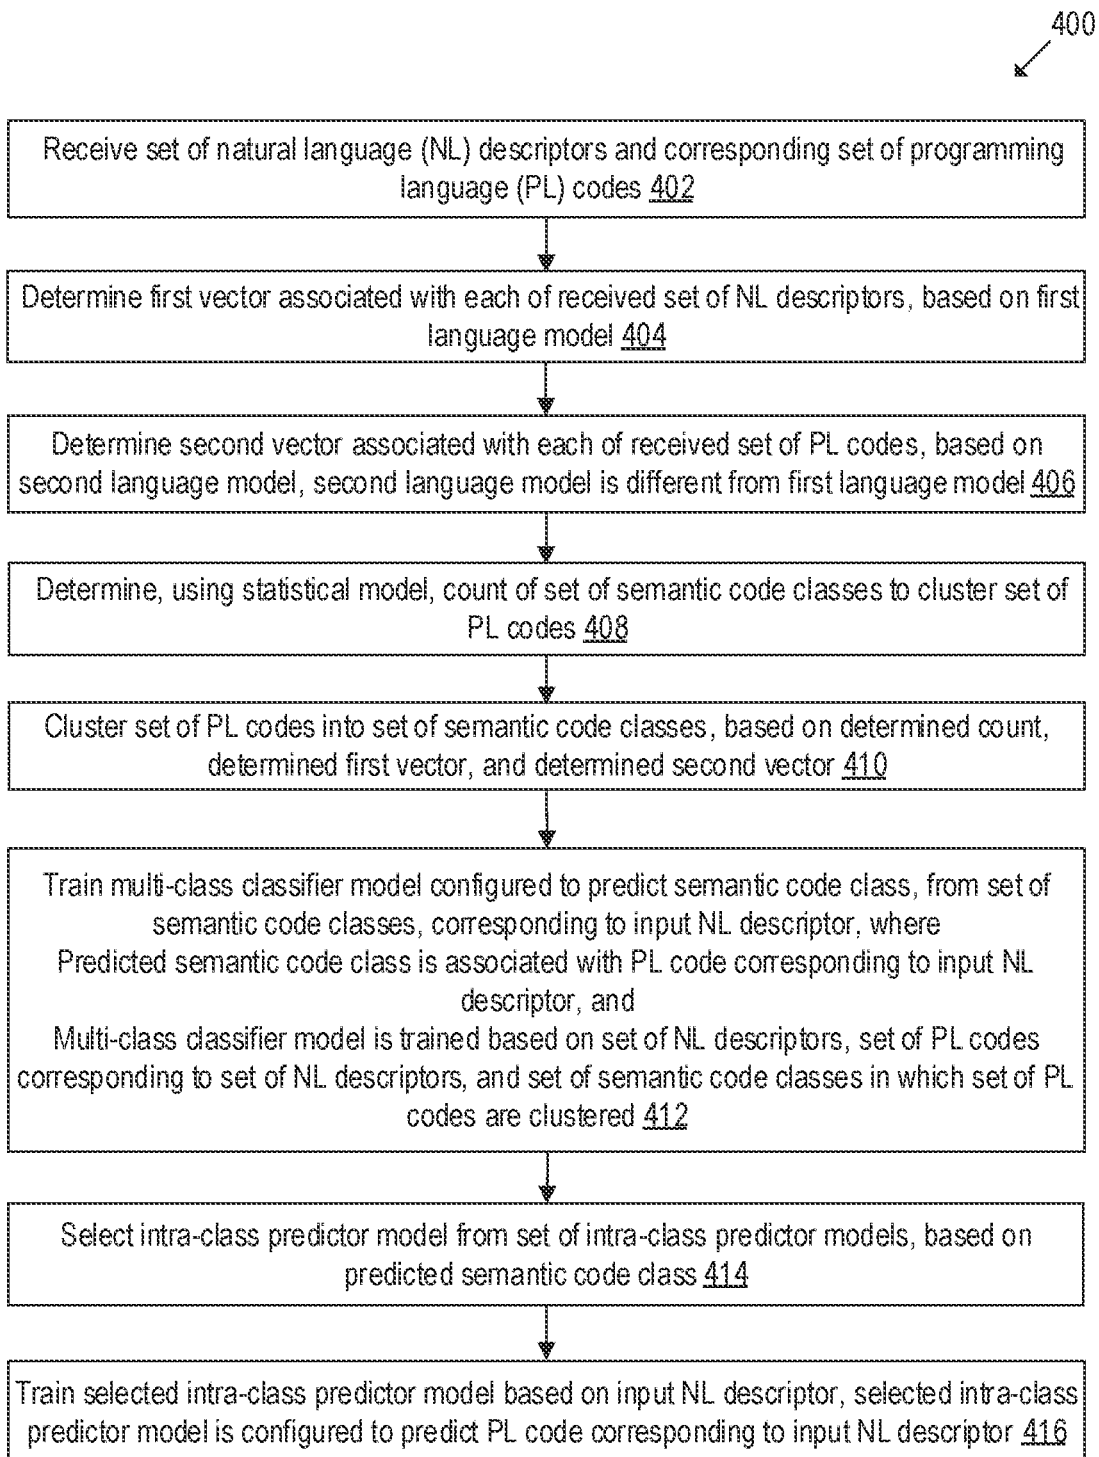 400
Receive set of natural language (NL) descriptors and corresponding set of programming
language (PL) codes 402
Determine first vector associated with each of received set of NL descriptors, based on first
language model 404
Determine second vector associated with each of received set of PL codes, based on
second language model, second language model is different from first language model 406
Determine, using statistical model, count of set of semantic code classes to cluster set of
PL codes 408
Cluster set of PL codes into set of semantic code classes, based on determined count,
determined first vector, and determined second vector 410
Train multi-class classifier model configured to predict semantic code class, from set of
semantic code classes, corresponding to input NL descriptor, where
Predicted semantic code class is associated with PL code corresponding to input NL
descriptor, and
Multi-class classifier model is trained based on set of NL descriptors, set of PL codes
corresponding to set of NL descriptors, and set of semantic code classes in which set of PL
codes are clustered 412
Select intra-class predictor model from set of intra-class predictor models, based on
predicted semantic code class 414
Train selected intra-class predictor model based on input NL descriptor, selected intra-class
predictor model is configured to predict PL code corresponding to input NL descriptor 416